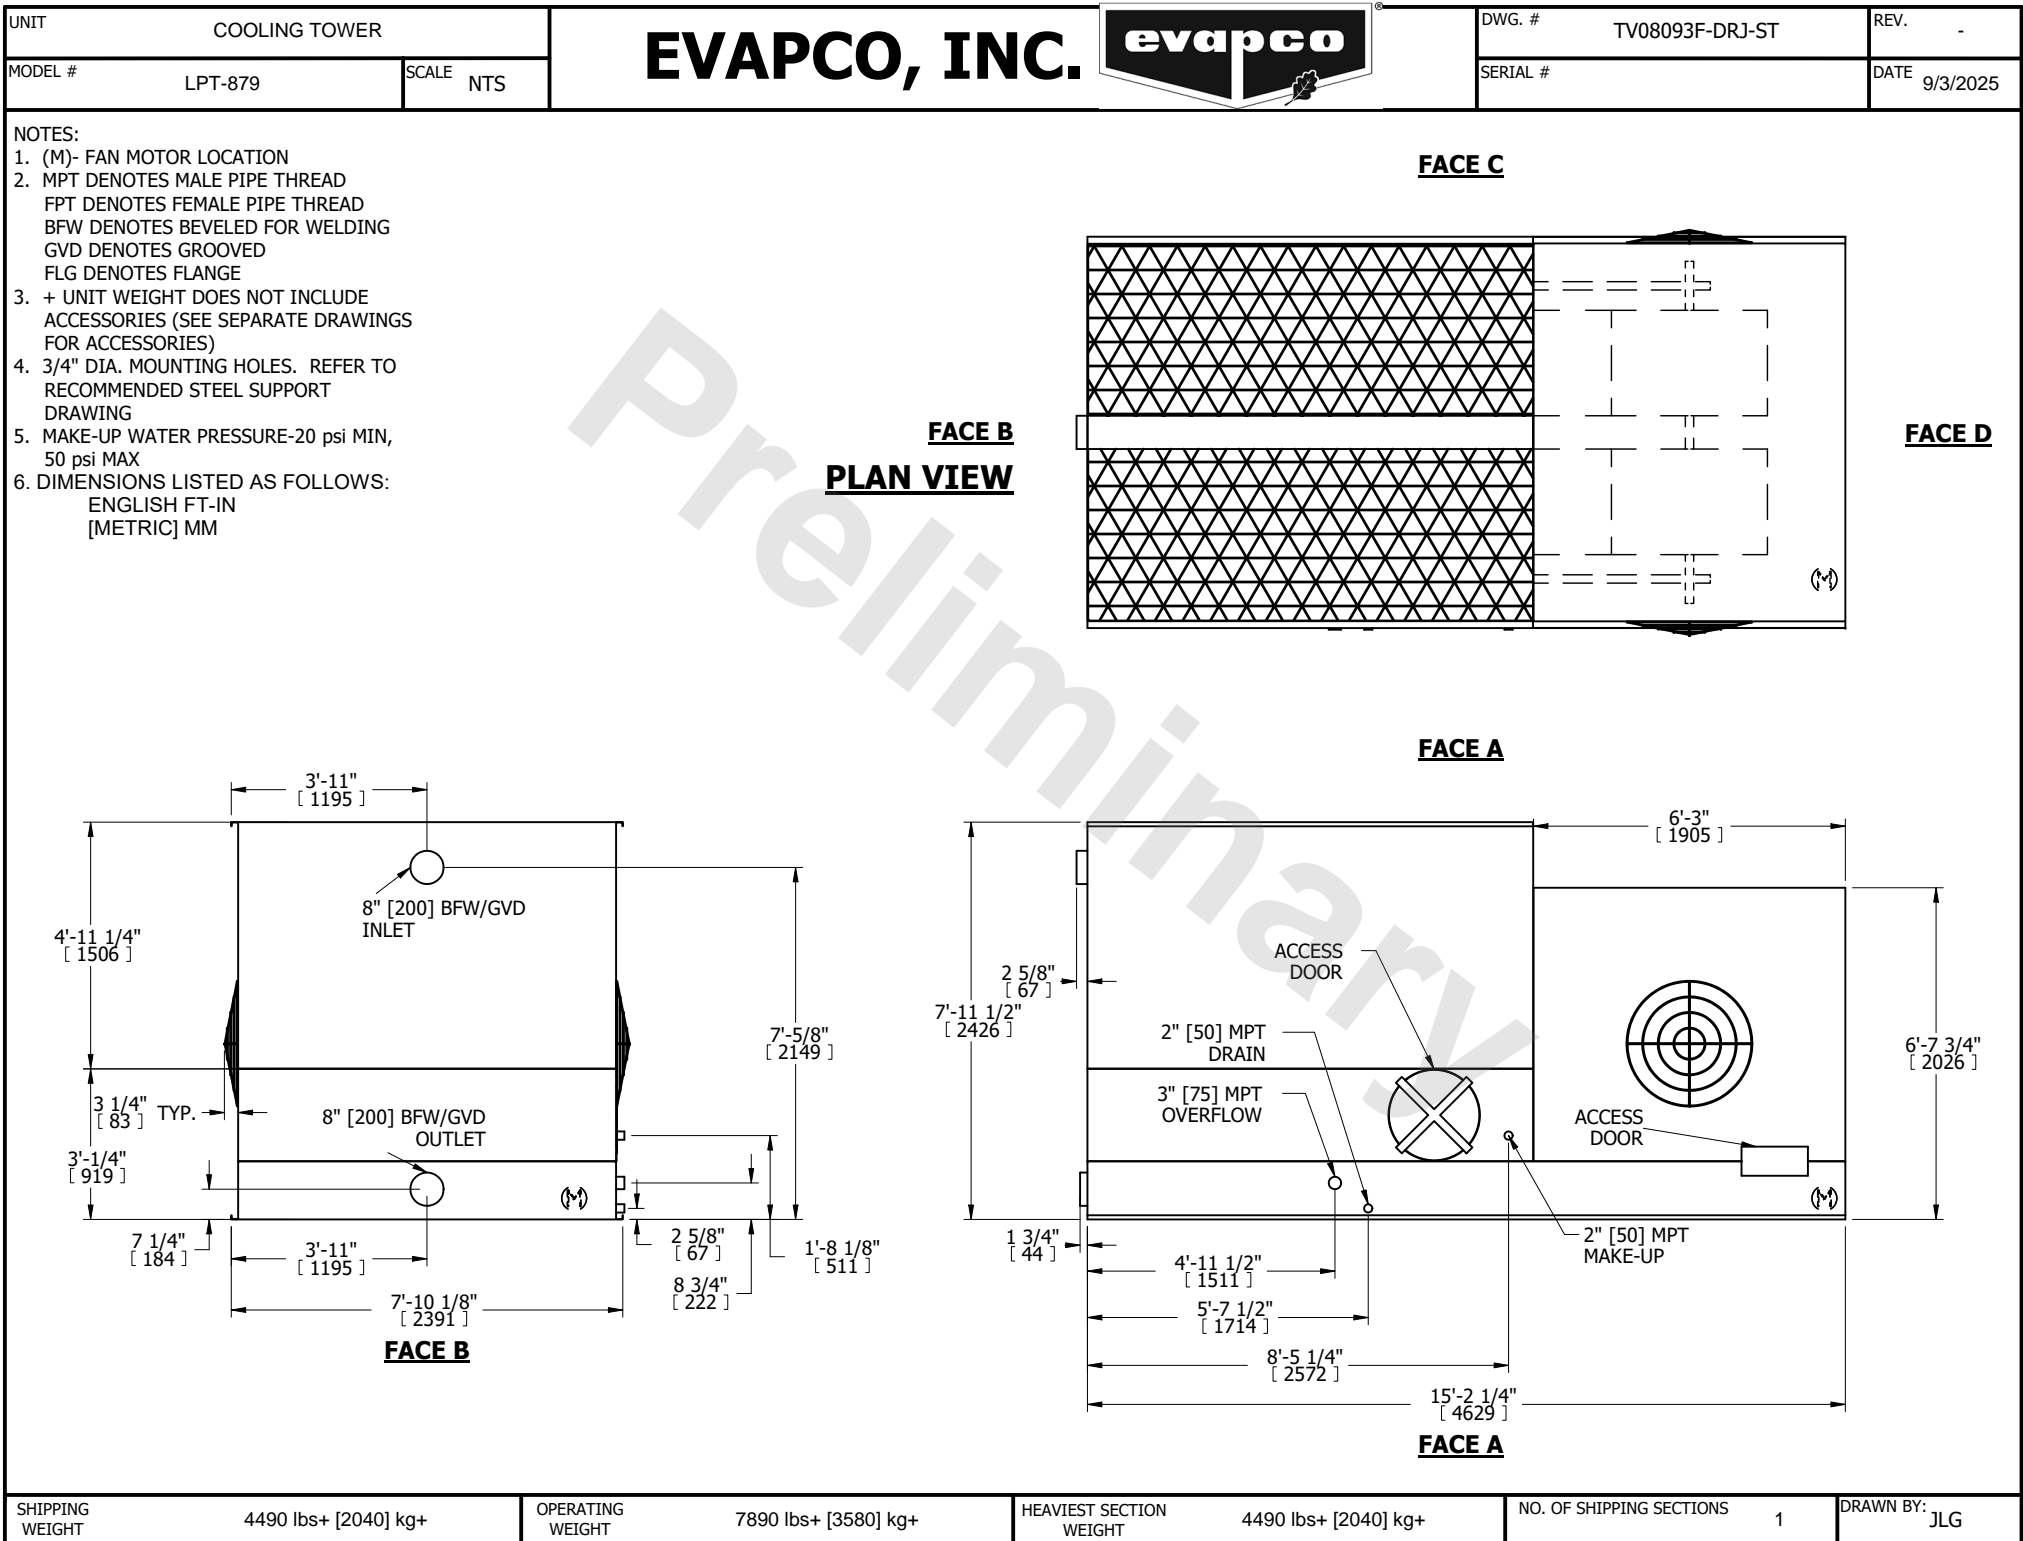 UNIT
COOLING TOWER
MODEL #
LPT-879
SCALE
NTS
EVAPCO, INC.
evapco
®
DWG. #
TV08093F-DRJ-ST
REV.
-
SERIAL #
DATE
9/3/2025
NOTES:
1. (M)- FAN MOTOR LOCATION
2. MPT DENOTES MALE PIPE THREAD
FPT DENOTES FEMALE PIPE THREAD
BFW DENOTES BEVELED FOR WELDING
GVD DENOTES GROOVED
FLG DENOTES FLANGE
3. + UNIT WEIGHT DOES NOT INCLUDE
ACCESSORIES (SEE SEPARATE DRAWINGS
FOR ACCESSORIES)
4. 3/4" DIA. MOUNTING HOLES. REFER TO
RECOMMENDED STEEL SUPPORT
DRAWING
5. MAKE-UP WATER PRESSURE-20 psi MIN,
50 psi MAX
6. DIMENSIONS LISTED AS FOLLOWS:
ENGLISH FT-IN
[METRIC] MM
Preliminary
FACE C
FACE B
PLAN VIEW
FACE D
(M)
FACE A
3'-11"
[ 1195 ]
8" [200] BFW/GVD
INLET
4'-11 1/4"
[ 1506 ]
7'-5/8"
[ 2149 ]
3 1/4"
[ 83 ]
TYP.
8" [200] BFW/GVD
OUTLET
3'-1/4"
[ 919 ]
(M)
7 1/4"
[ 184 ]
3'-11"
[ 1195 ]
2 5/8"
[ 67 ]
1'-8 1/8"
[ 511 ]
8 3/4"
[ 222 ]
7'-10 1/8"
[ 2391 ]
FACE B
6'-3"
[ 1905 ]
ACCESS
DOOR
2 5/8"
[ 67 ]
7'-11 1/2"
[ 2426 ]
2" [50] MPT
DRAIN
6'-7 3/4"
[ 2026 ]
3" [75] MPT
OVERFLOW
ACCESS
DOOR
(M)
1 3/4"
[ 44 ]
2" [50] MPT
MAKE-UP
4'-11 1/2"
[ 1511 ]
5'-7 1/2"
[ 1714 ]
8'-5 1/4"
[ 2572 ]
15'-2 1/4"
[ 4629 ]
FACE A
SHIPPING
WEIGHT
4490 lbs+ [2040] kg+
OPERATING
WEIGHT
7890 lbs+ [3580] kg+
HEAVIEST SECTION
WEIGHT
4490 lbs+ [2040] kg+
NO. OF SHIPPING SECTIONS
1
DRAWN BY:
JLG